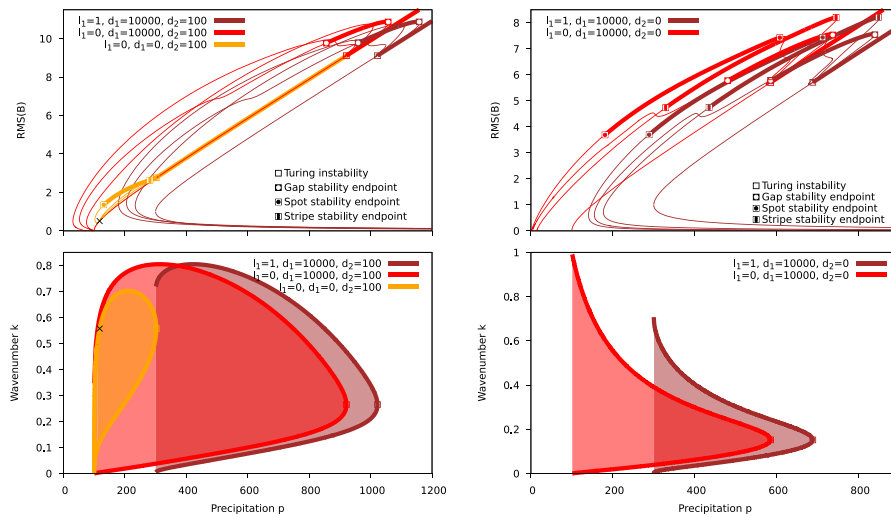 l₁=1, d₁=10000, d₂=100
l₁=0, d₁=10000, d₂=100
l₁=0, d₁=0, d₂=100
10
8
6
4
2
0
RMS(B)
Turing instability
Gap stability endpoint
Spot stability endpoint
Stripe stability endpoint
l₁=1, d₁=10000, d₂=0
l₁=0, d₁=10000, d₂=0
8
7
6
5
4
3
2
1
0
RMS(B)
Turing instability
Gap stability endpoint
Spot stability endpoint
Stripe stability endpoint
l₁=1, d₁=10000, d₂=100
l₁=0, d₁=10000, d₂=100
l₁=0, d₁=0, d₂=100
0.8
0.7
0.6
0.5
0.4
0.3
0.2
0.1
0
Wavenumber k
0
200
400
600
800
1000
1200
Precipitation p
l₁=1, d₁=10000, d₂=0
l₁=0, d₁=10000, d₂=0
1
0.8
0.6
0.4
0.2
0
Wavenumber k
0
200
400
600
800
Precipitation p